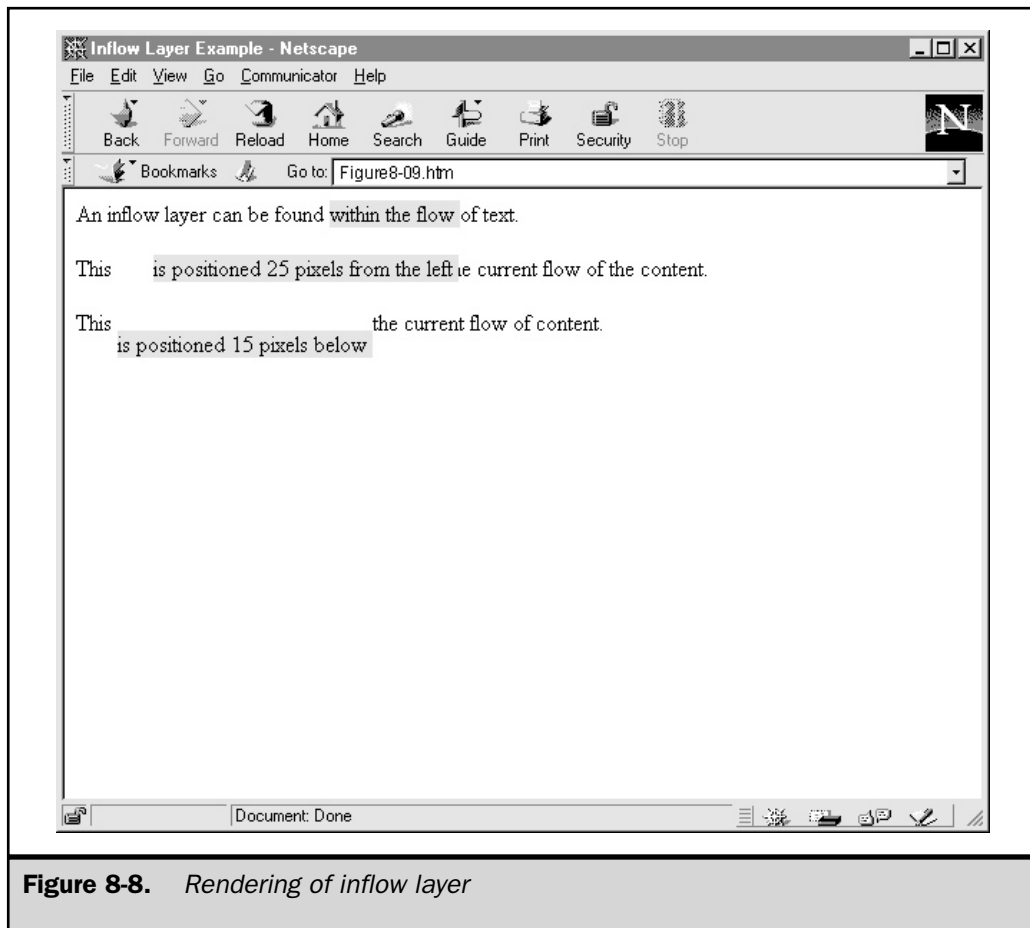 Inflow Layer Example - Netscape
File Edit View Go Communicator Help
Back Forward Reload Home Search Guide Print Security Stop
N
Bookmarks Go to: Figure8-09.htm
An inflow layer can be found within the flow of text.
This is positioned 25 pixels from the left e current flow of the content.
This the current flow of content.
is positioned 15 pixels below
Document: Done
Figure 8-8. Rendering of inflow layer